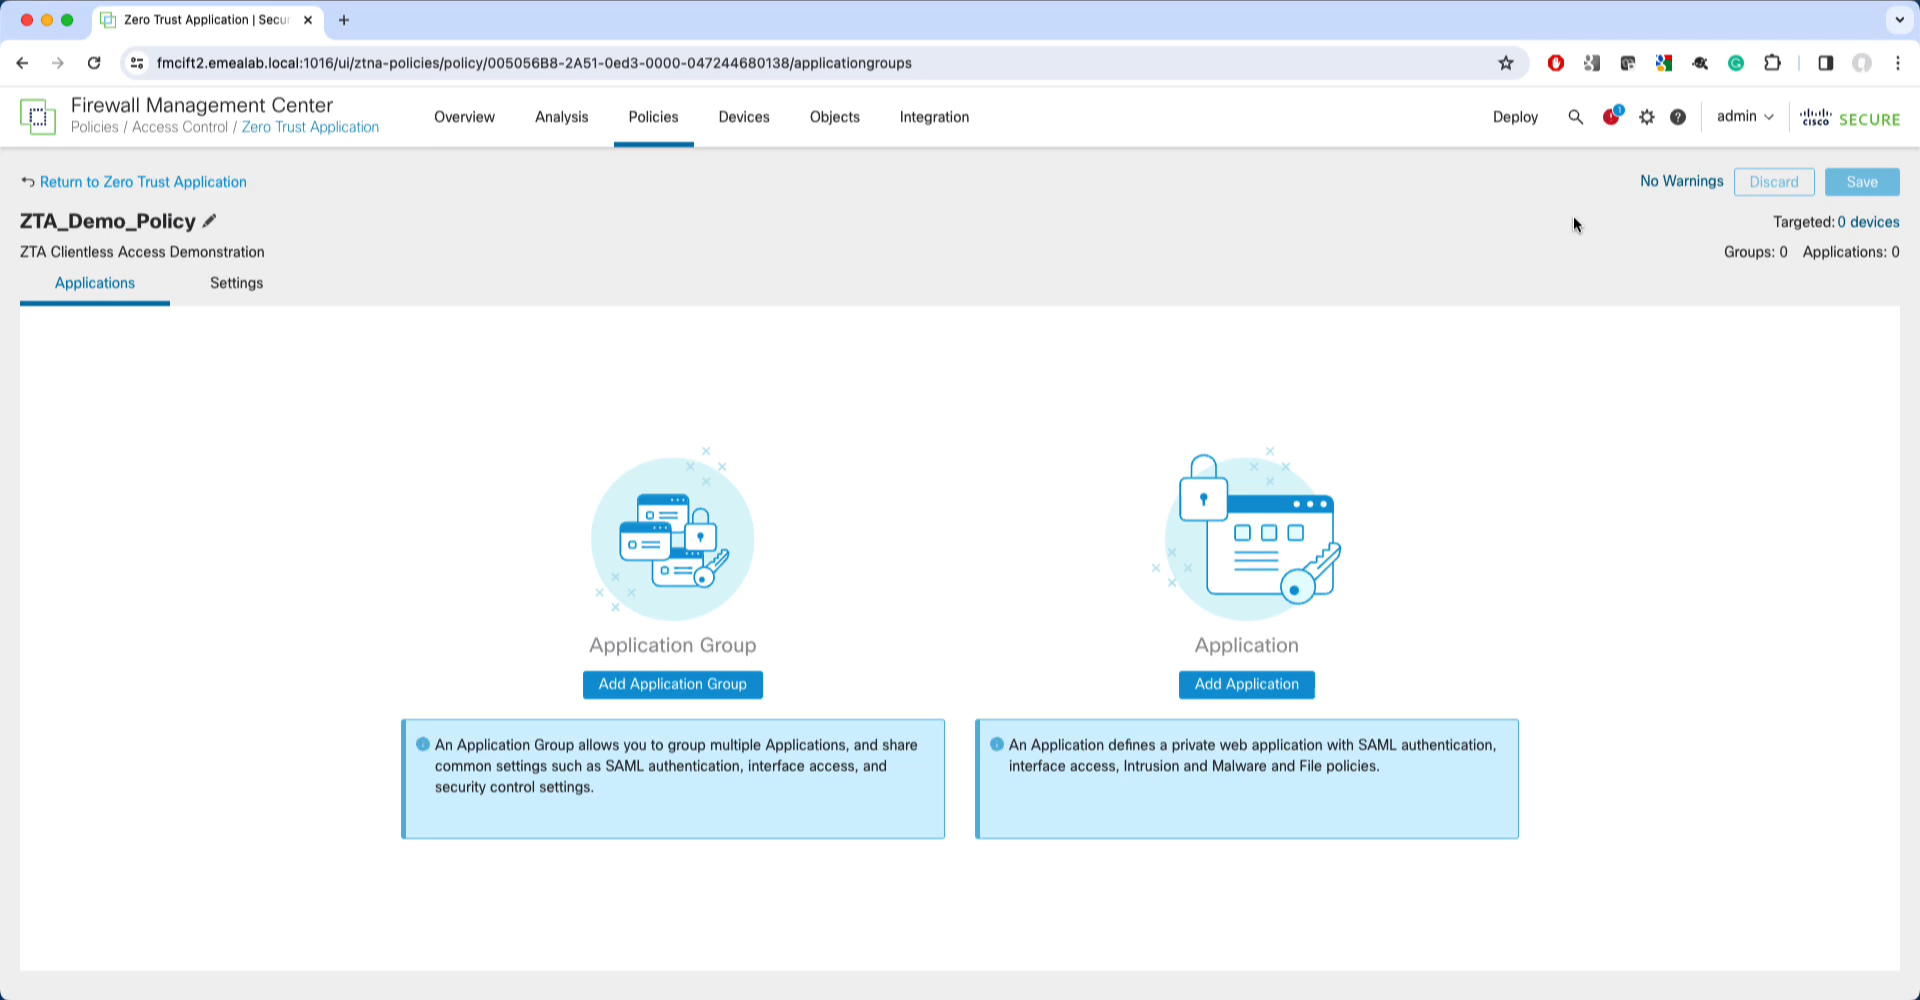 Zero Trust Application | Secur
fmcift2.emealab.local:1016/ui/ztna-policies/policy/005056B8-2A51-0ed3-0000-047244680138/applicationgroups
Firewall Management Center
Policies / Access Control / Zero Trust Application
Overview
Analysis
Policies
Devices
Objects
Integration
Deploy
1
admin
cisco SECURE
Return to Zero Trust Application
No Warnings
Discard
Save
ZTA_Demo_Policy
Targeted: 0 devices
ZTA Clientless Access Demonstration
Groups: 0 Applications: 0
Applications
Settings
Application Group
Add Application Group
An Application Group allows you to group multiple Applications, and share
common settings such as SAML authentication, interface access, and
security control settings.
Application
Add Application
An Application defines a private web application with SAML authentication,
interface access, Intrusion and Malware and File policies.